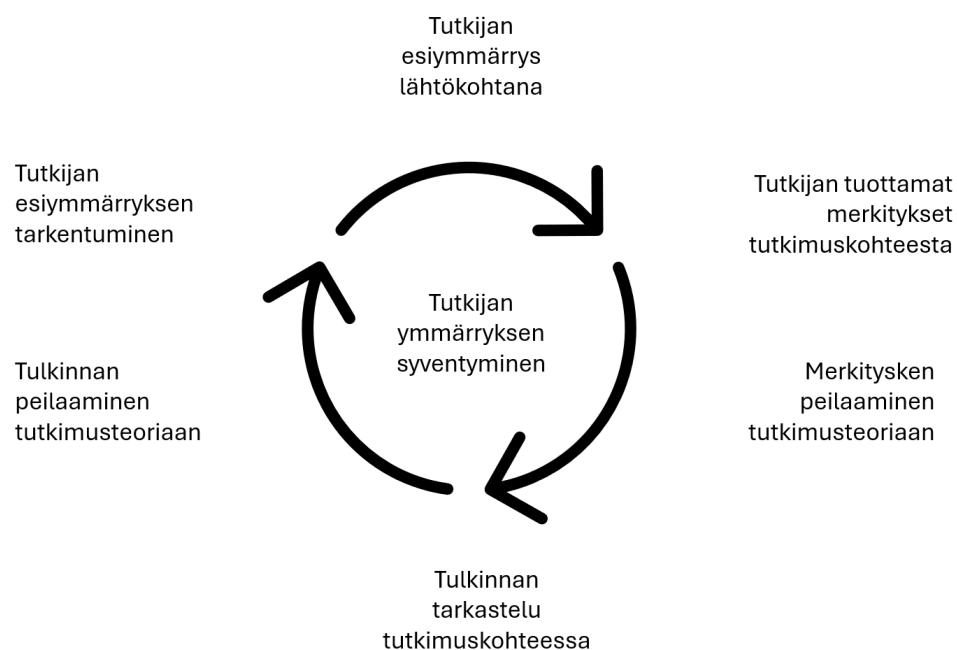 Tutkijan
esiymmärrys
lähtökohtana
Tutkijan tuottamat
merkitykset
tutkimuskohteesta
Merkitysken
peilaaminen
tutkimusteoriaan
Tulkinnan
tarkastelu
tutkimuskohteessa
Tulkinnan
peilaaminen
tutkimusteoriaan
Tutkijan
esiymmärryksen
tarkentuminen
Tutkijan
ymmärryksen
syventyminen